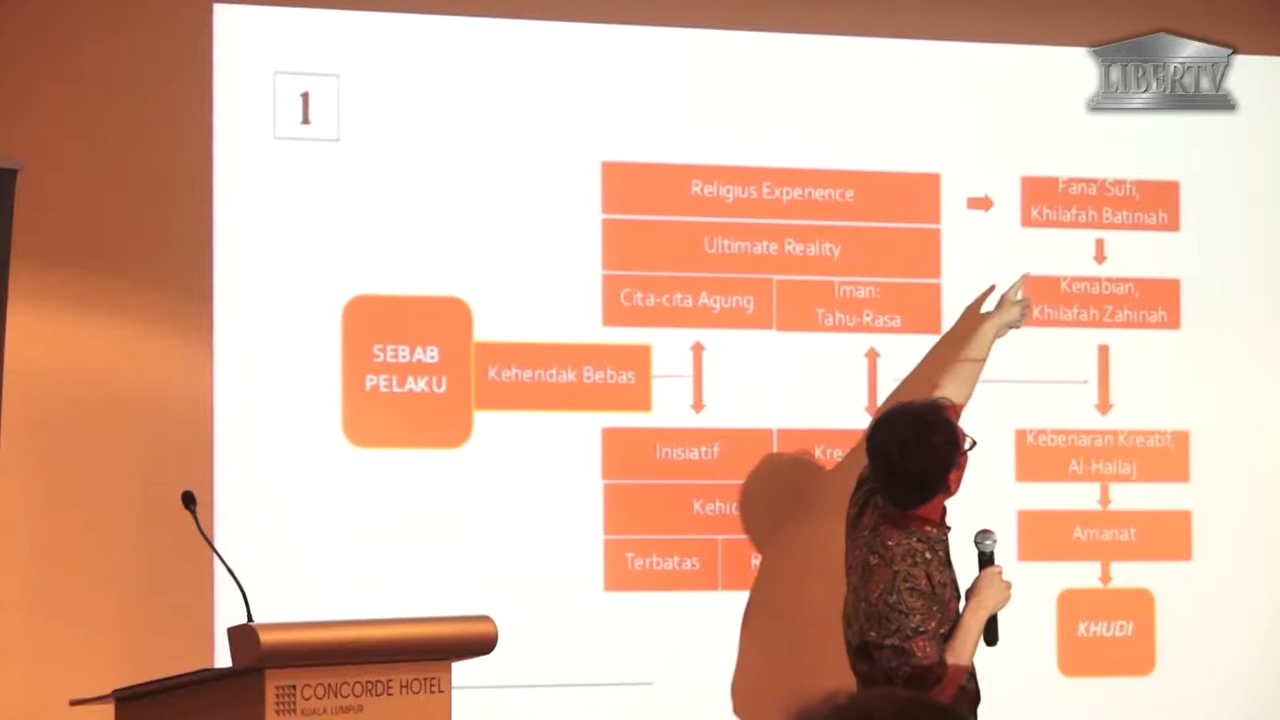 LIBERTV
1
Religius Experience
Ultimate Reality
Cita-cita Agung
Iman:
Tahu-Rasa
Fana' Sufi,
Khilafah Batiniah
Kenabian,
Khilafah Zahiriah
SEBAB
PELAKU
Kehendak Bebas
Inisiatif
Terbatas
Kebenaran Kreatif,
Al-Hallaj
Amanat
KHUDI
CONCORDE HOTEL
KUALA LUMPUR